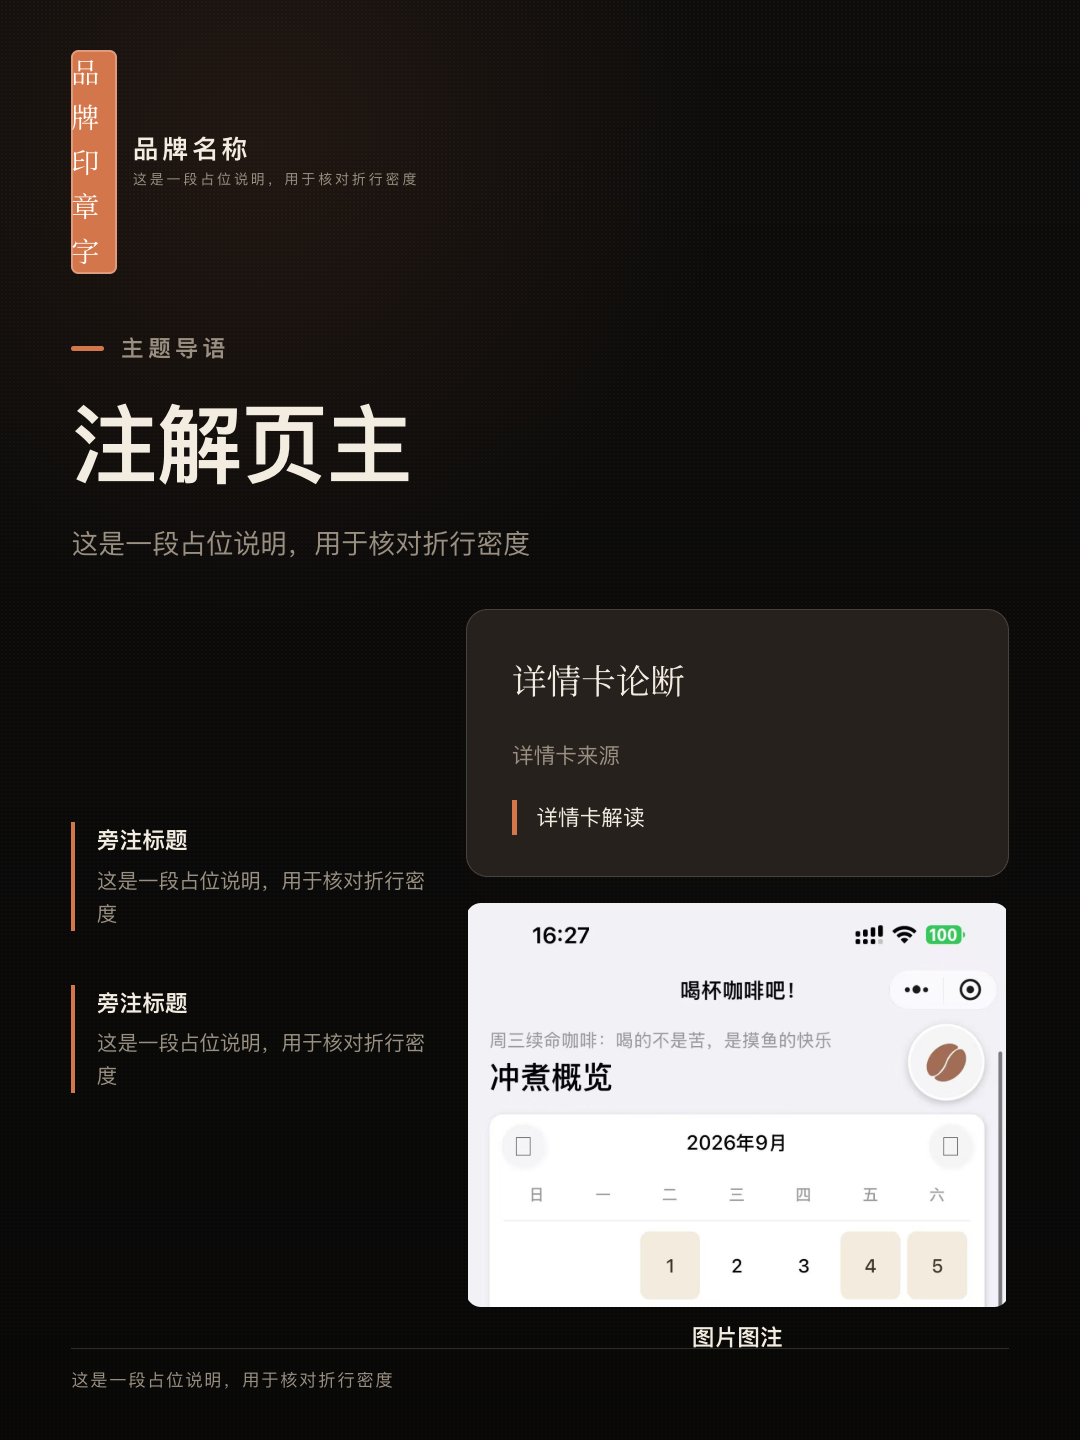 品
牌
印
章
字
品牌名称
这是一段占位说明，用于核对折行密度
主题导语
注解页主
这是一段占位说明，用于核对折行密度
详情卡论断
详情卡来源
详情卡解读
旁注标题
这是一段占位说明，用于核对折行密
度
旁注标题
这是一段占位说明，用于核对折行密
度
16:27
100
喝杯咖啡吧！
周三续命咖啡：喝的不是苦，是摸鱼的快乐
冲煮概览
2026年9月
日 一 二 三 四 五 六
1 2 3 4 5
图片图注
这是一段占位说明，用于核对折行密度